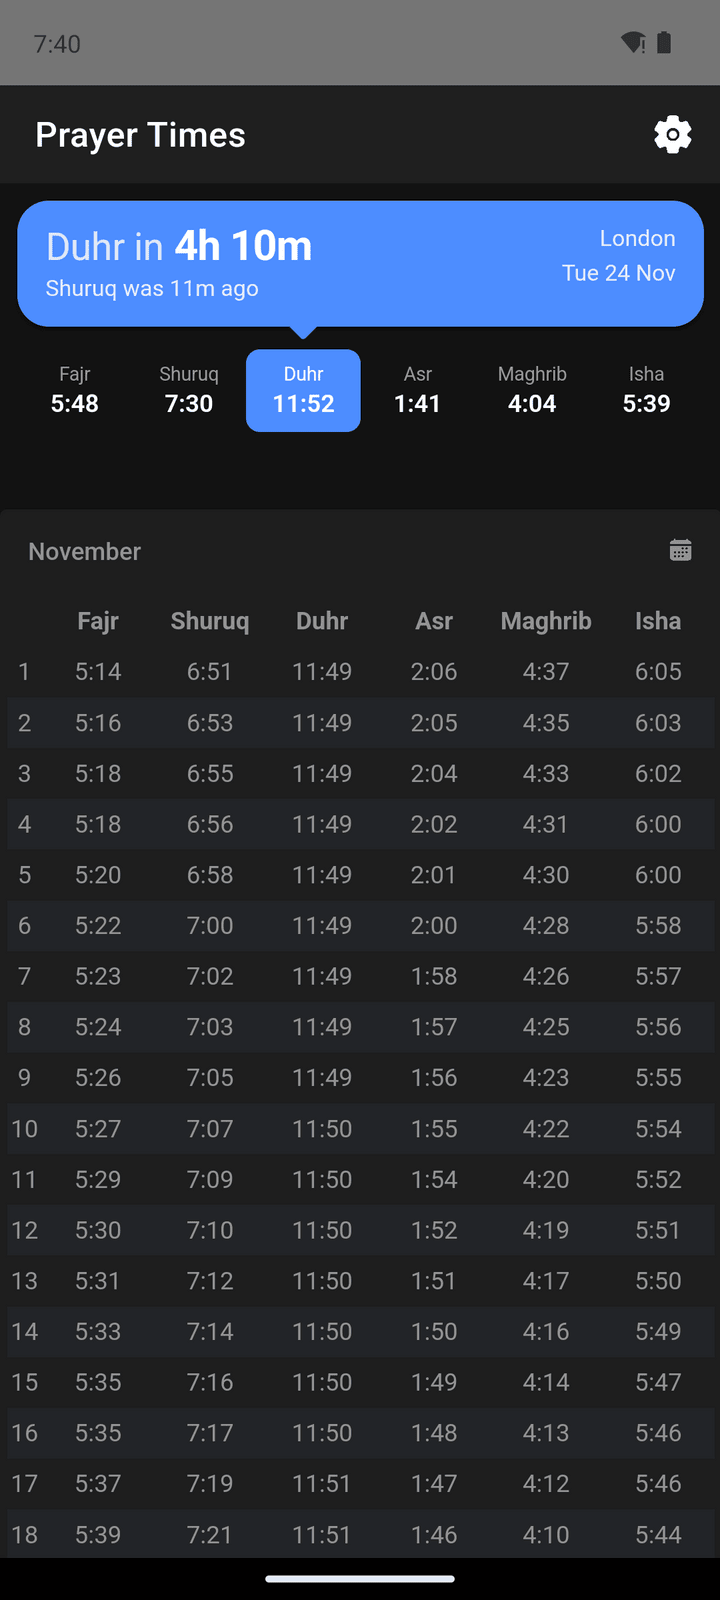 7:40
Prayer Times
Duhr in 4h 10m
London
Shuruq was 11m ago
Tue 24 Nov
Fajr Shuruq Duhr Asr Maghrib Isha
5:48 7:30 11:52 1:41 4:04 5:39
November
Fajr Shuruq Duhr Asr Maghrib Isha
1 5:14 6:51 11:49 2:06 4:37 6:05
2 5:16 6:53 11:49 2:05 4:35 6:03
3 5:18 6:55 11:49 2:04 4:33 6:02
4 5:18 6:56 11:49 2:02 4:31 6:00
5 5:20 6:58 11:49 2:01 4:30 6:00
6 5:22 7:00 11:49 2:00 4:28 5:58
7 5:23 7:02 11:49 1:58 4:26 5:57
8 5:24 7:03 11:49 1:57 4:25 5:56
9 5:26 7:05 11:49 1:56 4:23 5:55
10 5:27 7:07 11:50 1:55 4:22 5:54
11 5:29 7:09 11:50 1:54 4:20 5:52
12 5:30 7:10 11:50 1:52 4:19 5:51
13 5:31 7:12 11:50 1:51 4:17 5:50
14 5:33 7:14 11:50 1:50 4:16 5:49
15 5:35 7:16 11:50 1:49 4:14 5:47
16 5:35 7:17 11:50 1:48 4:13 5:46
17 5:37 7:19 11:51 1:47 4:12 5:46
18 5:39 7:21 11:51 1:46 4:10 5:44